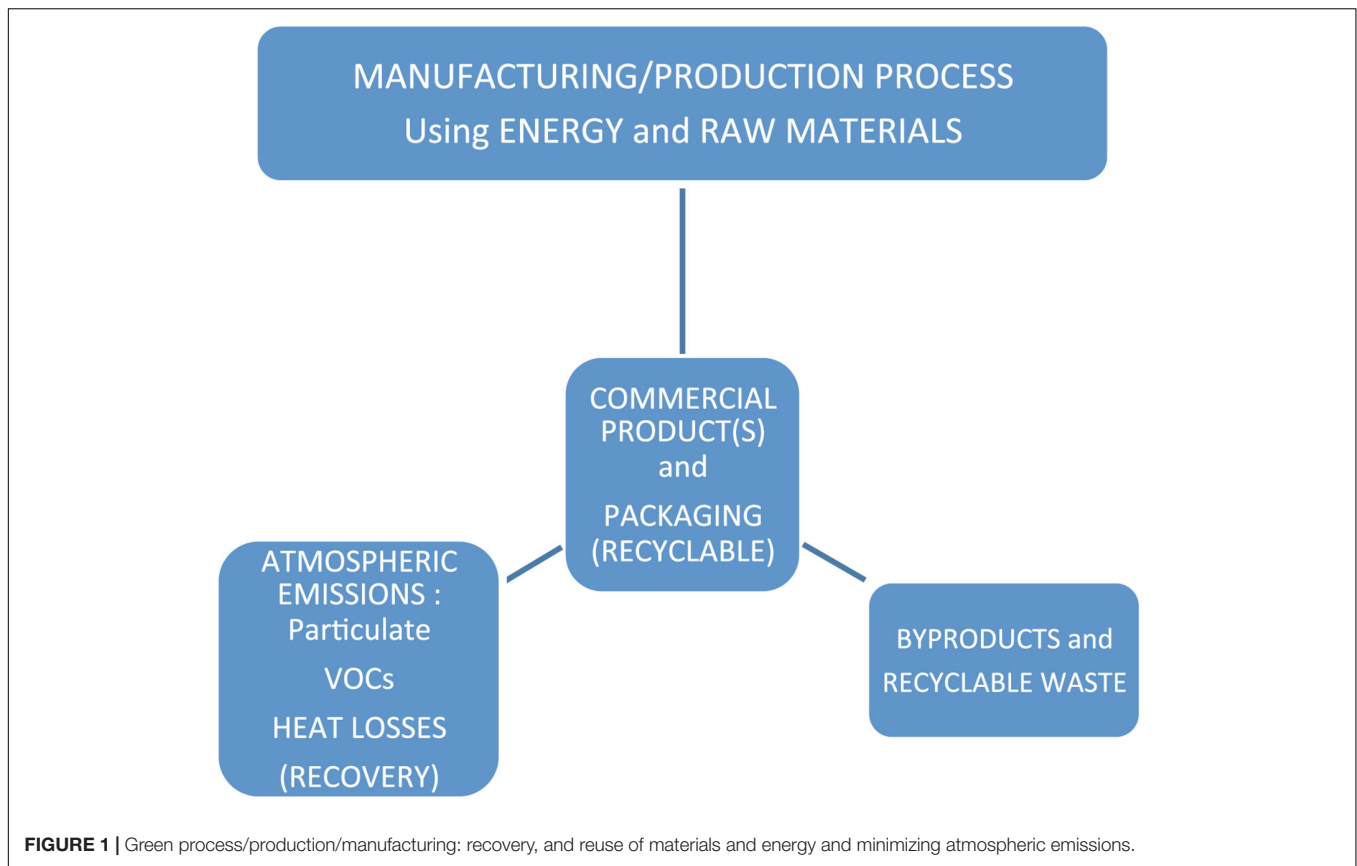 MANUFACTURING/PRODUCTION PROCESS
Using ENERGY and RAW MATERIALS
COMMERCIAL
PRODUCT(S)
and
PACKAGING
(RECYCLABLE)
ATMOSPHERIC
EMISSIONS :
Particulate
VOCs
HEAT LOSSES
(RECOVERY)
BYPRODUCTS and
RECYCLABLE WASTE
FIGURE 1 | Green process/production/manufacturing: recovery, and reuse of materials and energy and minimizing atmospheric emissions.